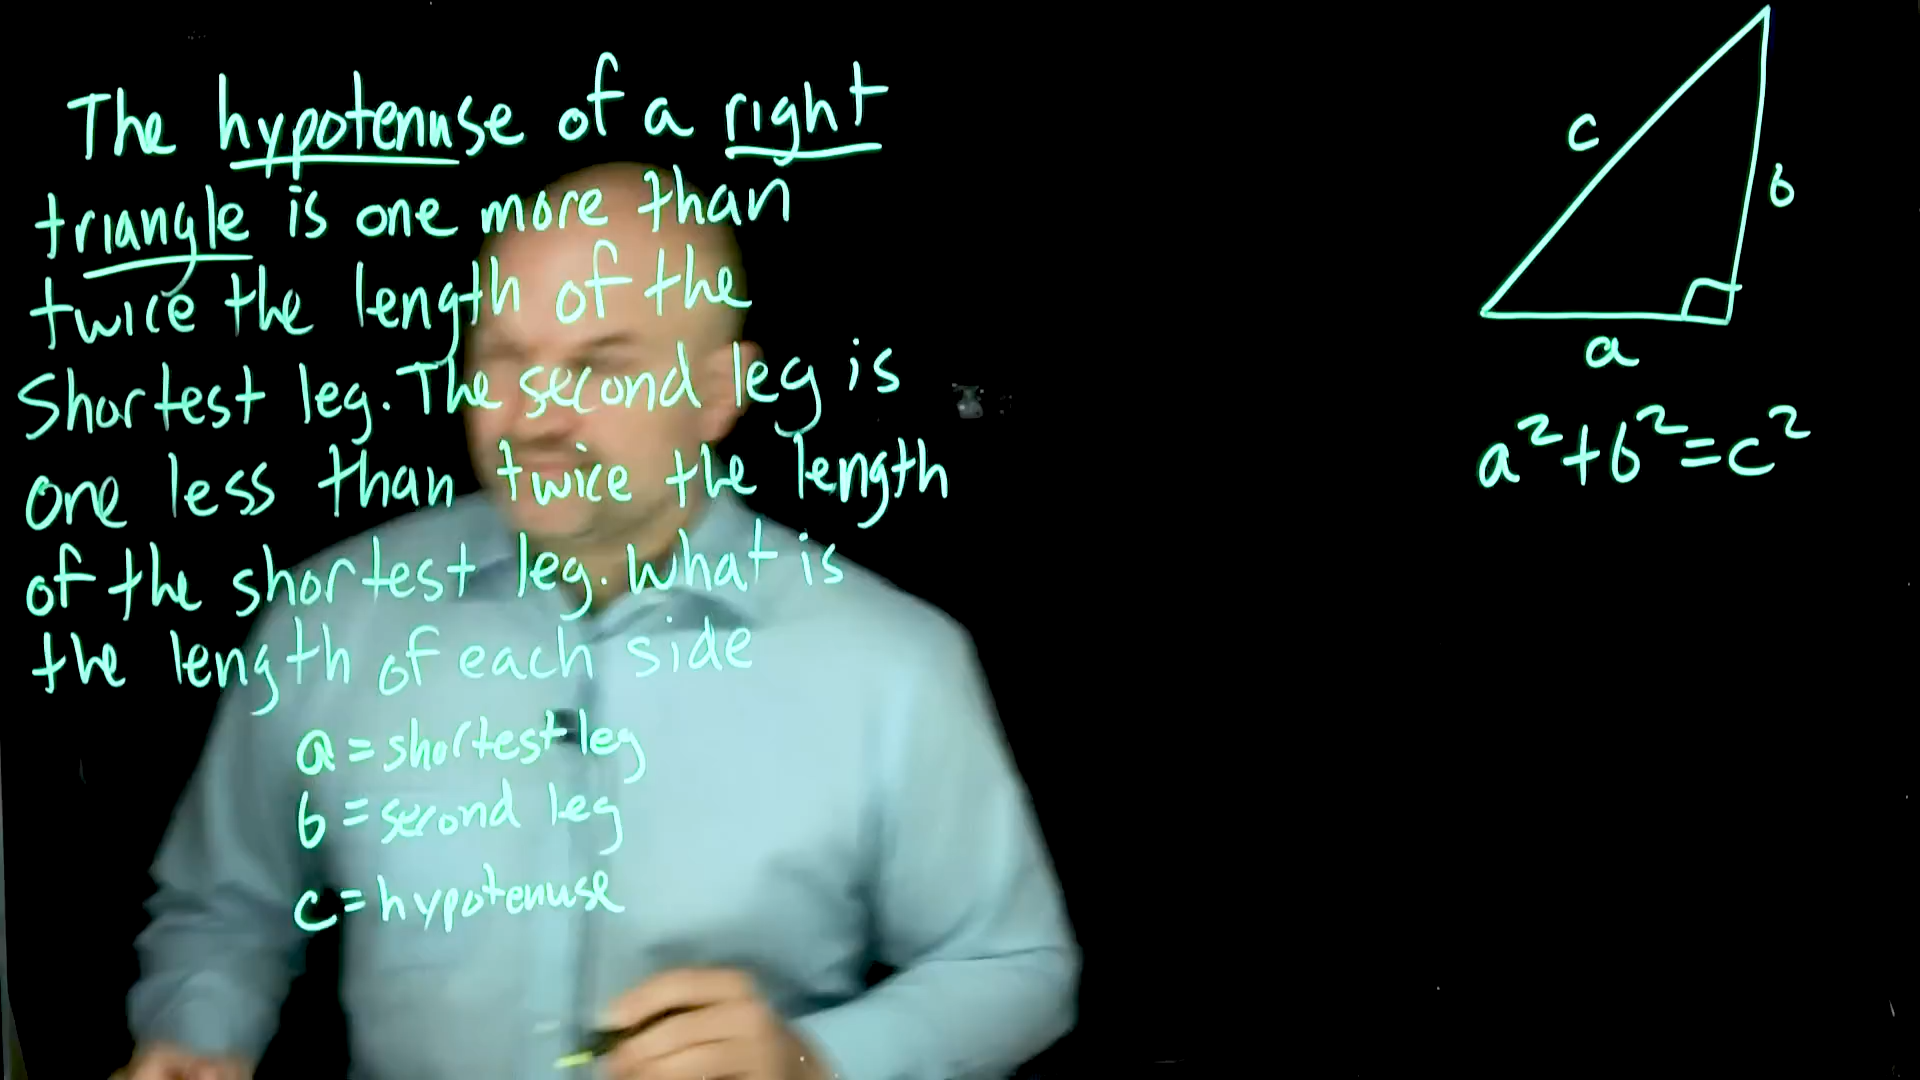 The hypotenuse of a right
triangle is one more than
twice the length of the
Shortest leg. The second leg is
one less than twice the length
of the shortest leg. What is
the length of each side
a = shortest leg
b = second leg
c = hypotenuse
c
b
a
a²+b²=c²